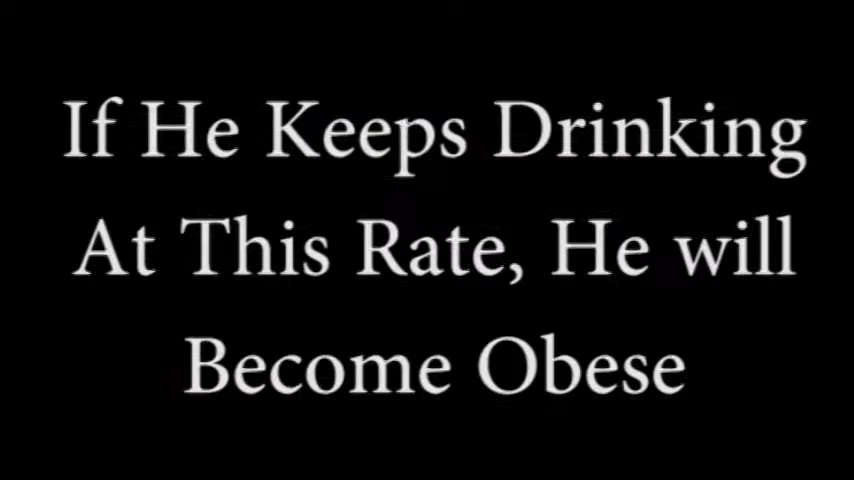 If He Keeps Drinking
At This Rate, He will
Become Obese